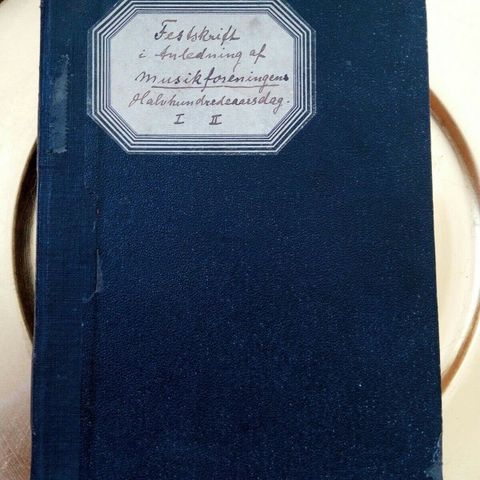 Festskrift
i Anledning af
Musikforeningens
Halvhundredeaarsdag.
I II